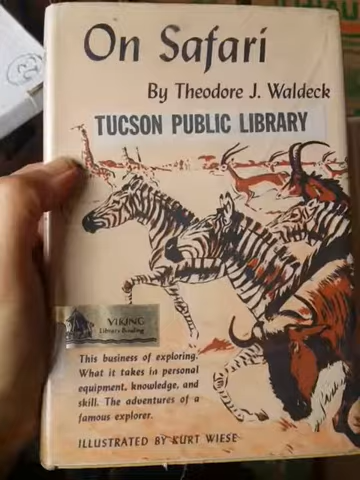 On Safari
By Theodore J. Waldeck
TUCSON PUBLIC LIBRARY
VIKING
Library Binding
This business of exploring.
What it takes in personal
equipment, knowledge, and
skill. The adventures of a
famous explorer.
ILLUSTRATED BY KURT WIESE